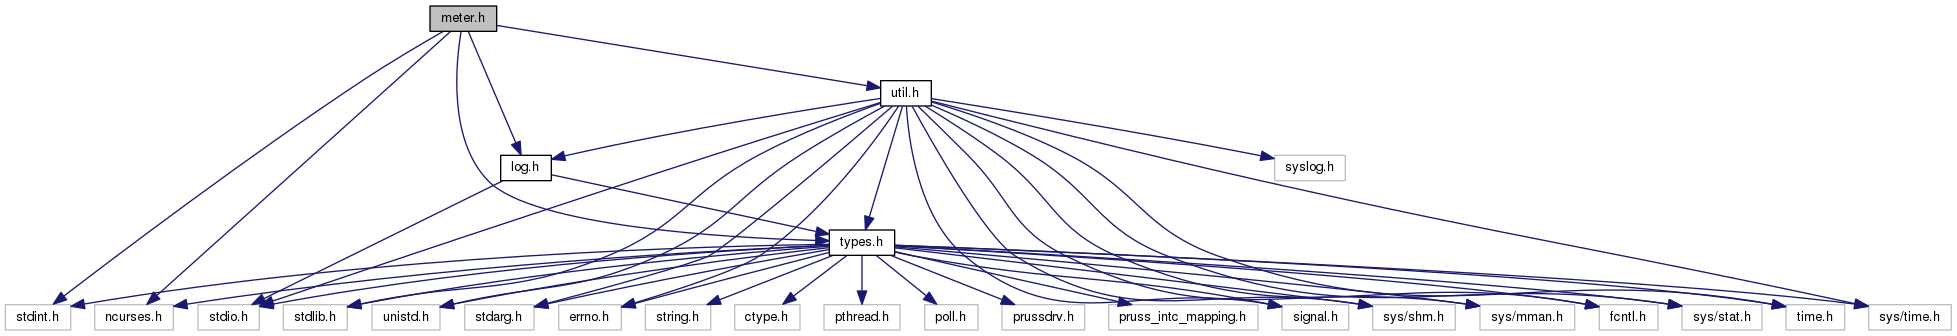 meter.h
util.h
log.h
syslog.h
types.h
stdint.h
ncurses.h
stdio.h
stdlib.h
unistd.h
stdarg.h
errno.h
string.h
ctype.h
pthread.h
poll.h
prussdrv.h
pruss_intc_mapping.h
signal.h
sys/shm.h
sys/mman.h
fcntl.h
sys/stat.h
time.h
sys/time.h